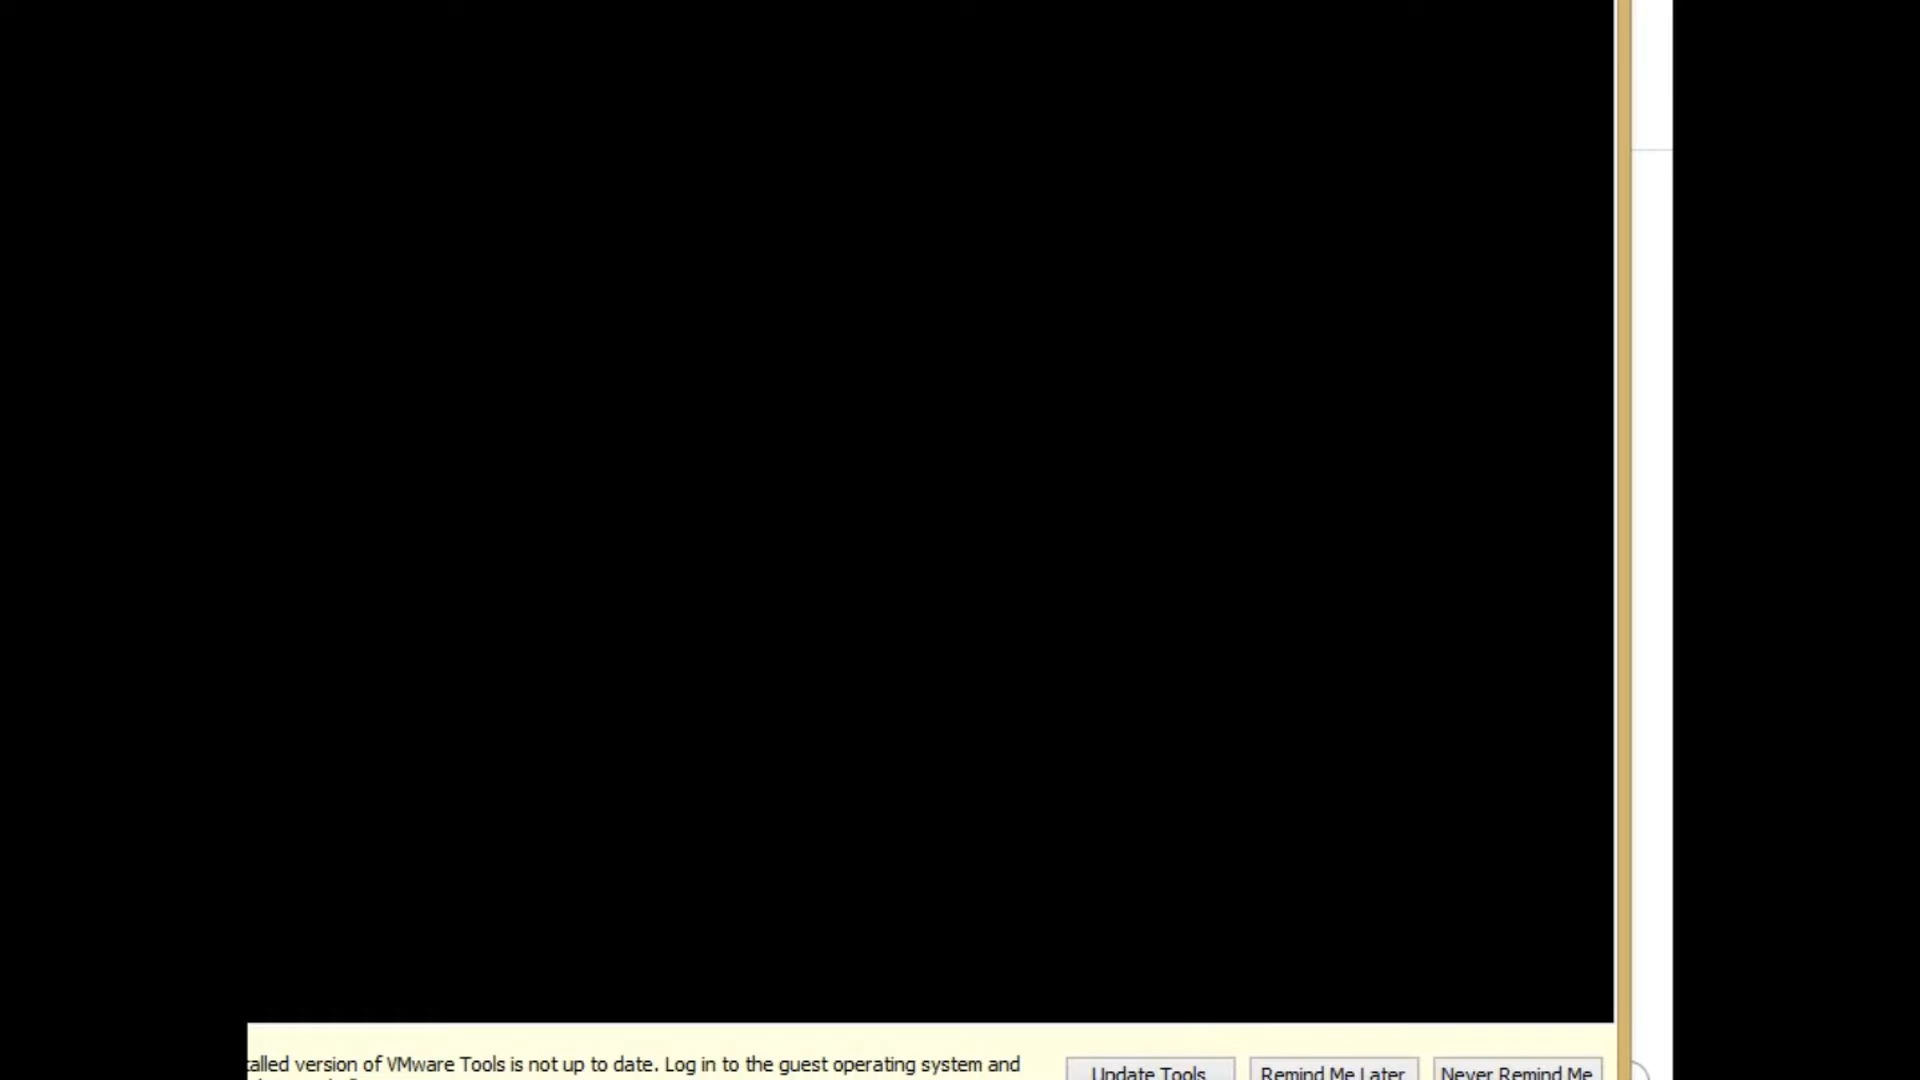 version of VMware Tools is not up to date. Log in to the guest operating system and
Update Tools
Remind Me Later
Never Remind Me